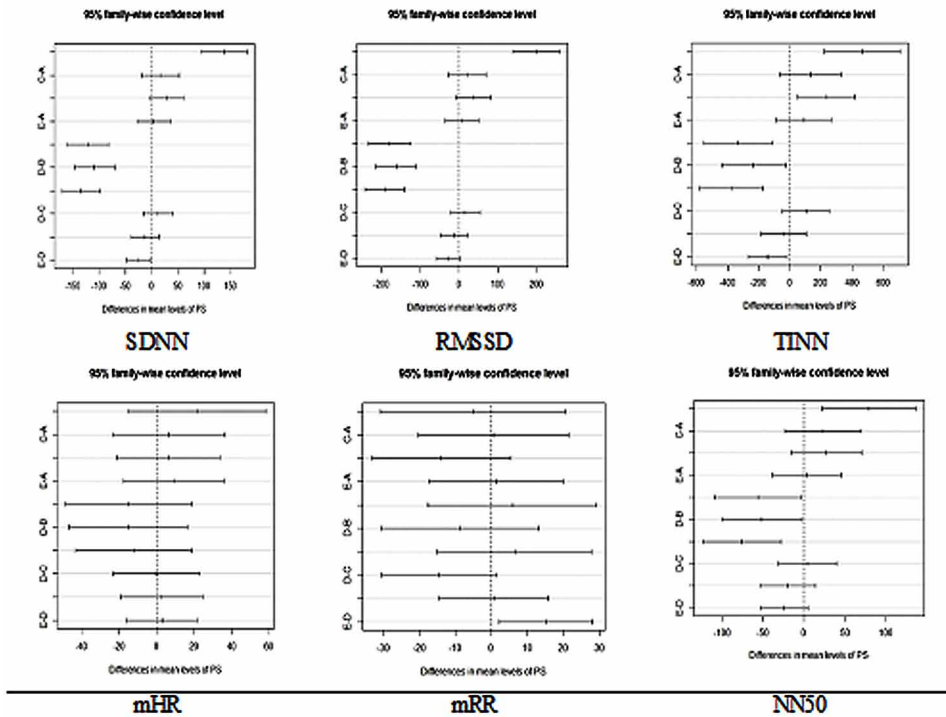 95% family-wise confidence level
C-A
E-A
D-B
D-C
E-D
-150 -100 -50 0 50 100 150
Differences in mean levels of PS
SDNN
95% family-wise confidence level
C-A
E-A
D-B
D-C
E-D
-200 -100 0 100 200
Differences in mean levels of PS
RMSSD
95% family-wise confidence level
C-A
E-A
D-B
D-C
E-D
-600 -400 -200 0 200 400 600
Differences in mean levels of PS
TINN
95% family-wise confidence level
C-A
E-A
D-B
D-C
E-D
-40 -20 0 20 40 60
Differences in mean levels of PS
mHR
95% family-wise confidence level
C-A
E-A
D-B
D-C
E-D
-30 -20 -10 0 10 20 30
Differences in mean levels of PS
mRR
95% family-wise confidence level
C-A
E-A
D-B
D-C
E-D
-100 -50 0 50 100
Differences in mean levels of PS
NN50